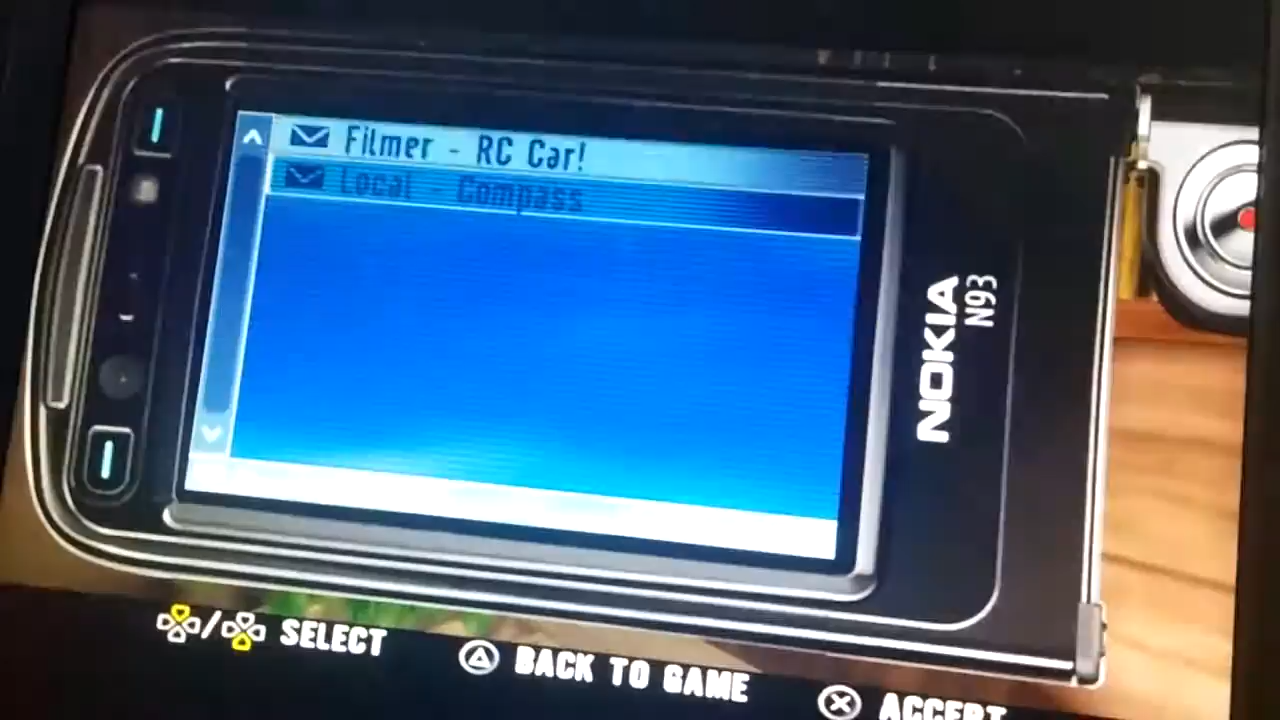 Filmer - RC Car!
Local - Compass
NOKIA
N93
/ SELECT
BACK TO GAME
ACCEPT